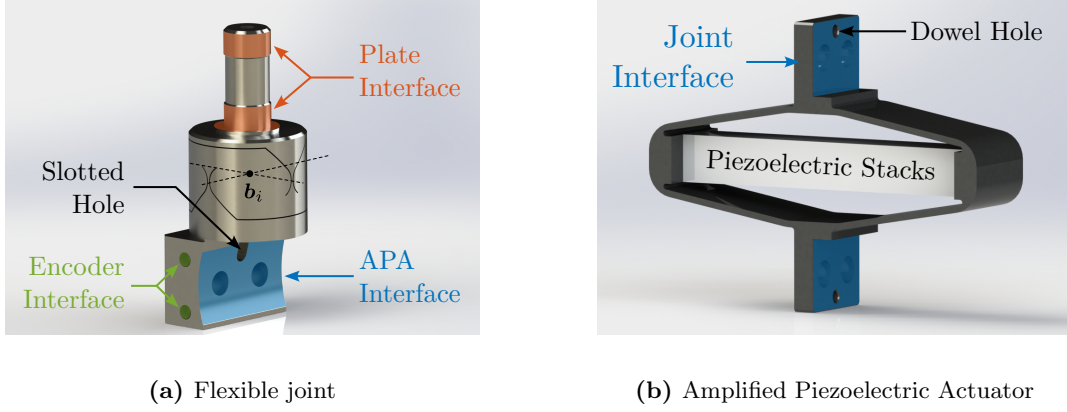 Plate
Interface
Slotted
Hole
b_i
Encoder
Interface
APA
Interface
(a) Flexible joint
Joint
Interface
Dowel Hole
Piezoelectric Stacks
(b) Amplified Piezoelectric Actuator